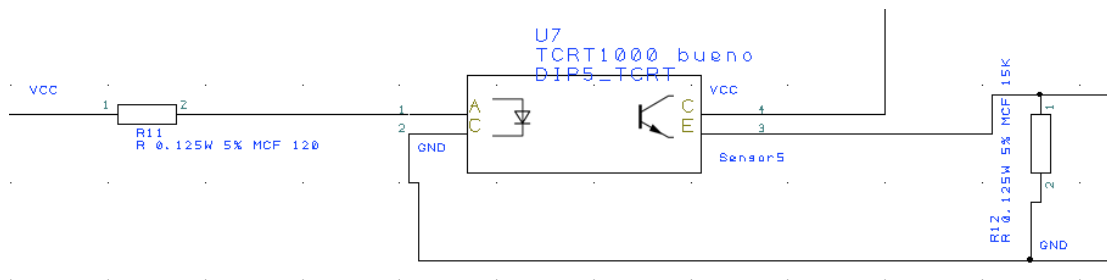 U7
TCRT1000 bueno
DIP5_TCRT
VCC
1
2
R11
R 0.125W 5% MCF 120
1
2
A
C
GND
C
E
VCC
4
3
Sensor5
1
2
R12
R 0.125W 5% MCF 15K
GND